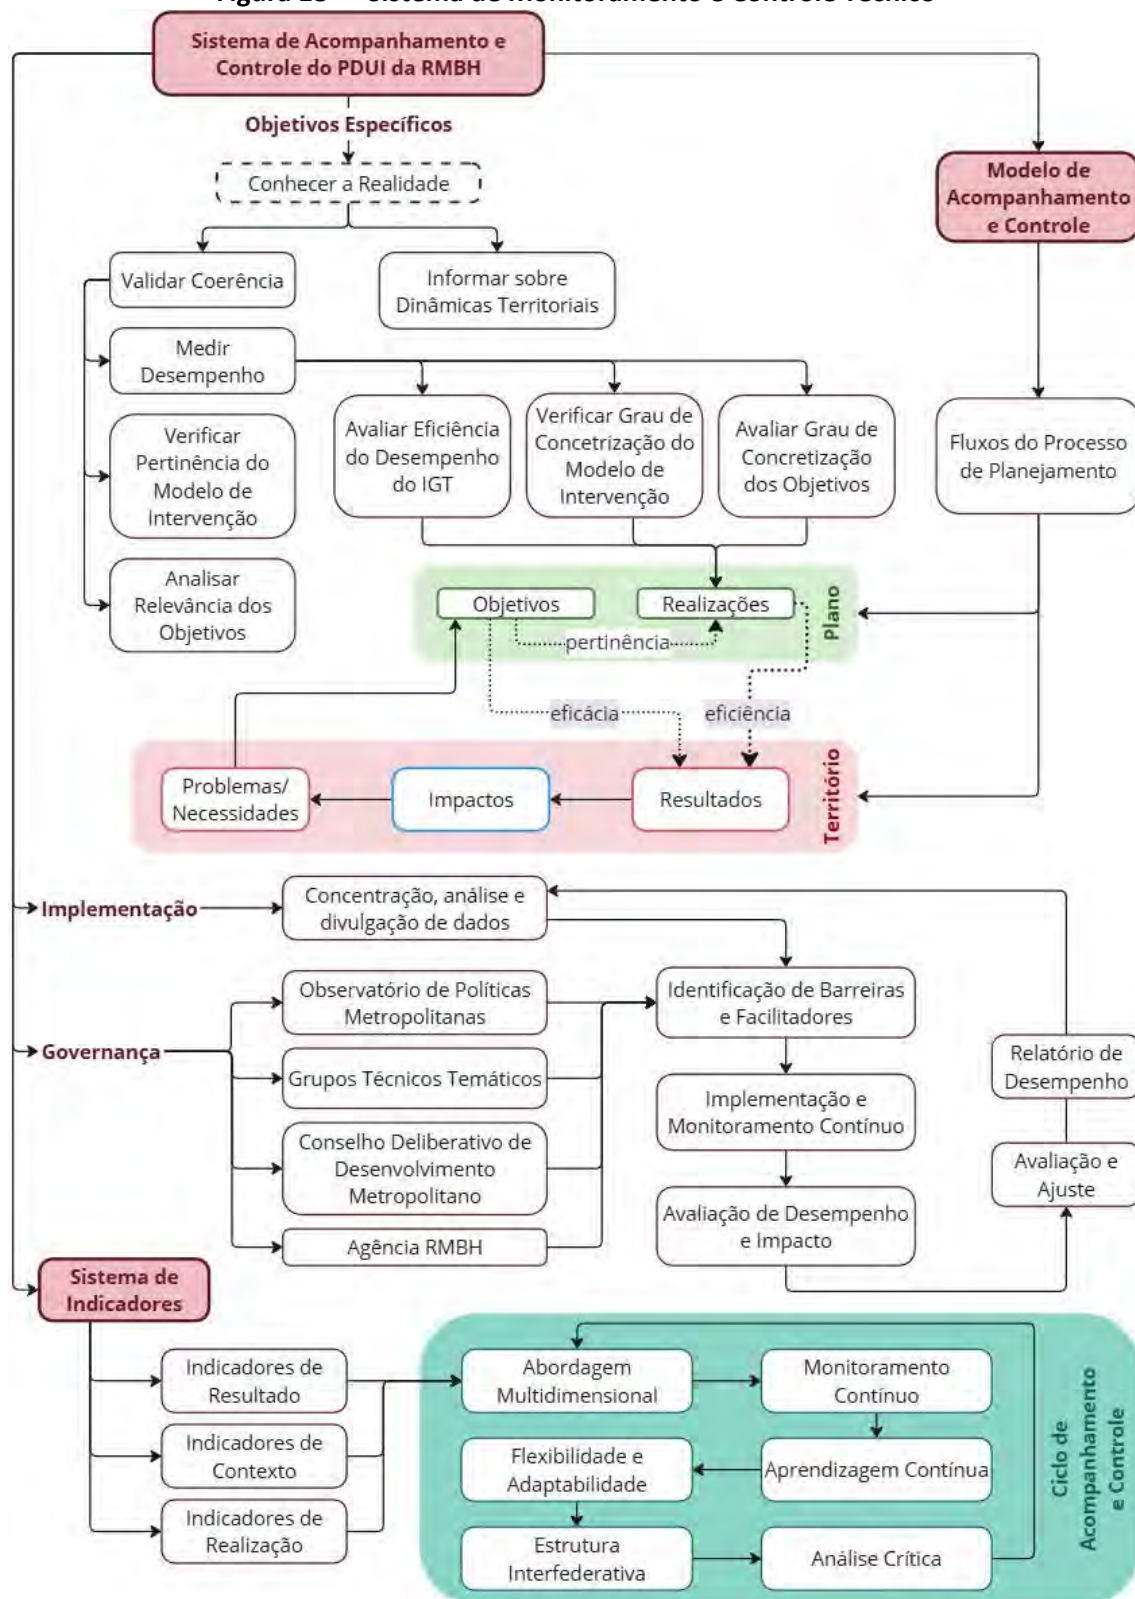 Sistema de Acompanhamento e
Controle do PDUI da RMBH
Objetivos Específicos
Conhecer a Realidade
Modelo de
Acompanhamento
e Controle
Validar Coerência
Informar sobre
Dinâmicas Territoriais
Medir
Desempenho
Verificar
Pertinência do
Modelo de
Intervenção
Analisar
Relevância dos
Objetivos
Avaliar Eficiência
do Desempenho
do IGT
Verificar Grau de
Concetrização do
Modelo de
Intervenção
Avaliar Grau de
Concretização
dos Objetivos
Fluxos do Processo
de Planejamento
Objetivos
Realizações
pertinência
Plano
eficácia
eficiência
Problemas/
Necessidades
Impactos
Resultados
Território
Implementação
Concentração, análise e
divulgação de dados
Governança
Observatório de Políticas
Metropolitanas
Grupos Técnicos Temáticos
Conselho Deliberativo de
Desenvolvimento
Metropolitano
Agência RMBH
Identificação de Barreiras
e Facilitadores
Implementação e
Monitoramento Contínuo
Avaliação de Desempenho
e Impacto
Relatório de
Desempenho
Avaliação e
Ajuste
Sistema de
Indicadores
Indicadores de
Resultado
Indicadores de
Contexto
Indicadores de
Realização
Abordagem
Multidimensional
Monitoramento
Contínuo
Flexibilidade e
Adaptabilidade
Aprendizagem Contínua
Estrutura
Interfederativa
Análise Crítica
Ciclo de
Acompanhamento
e Controle